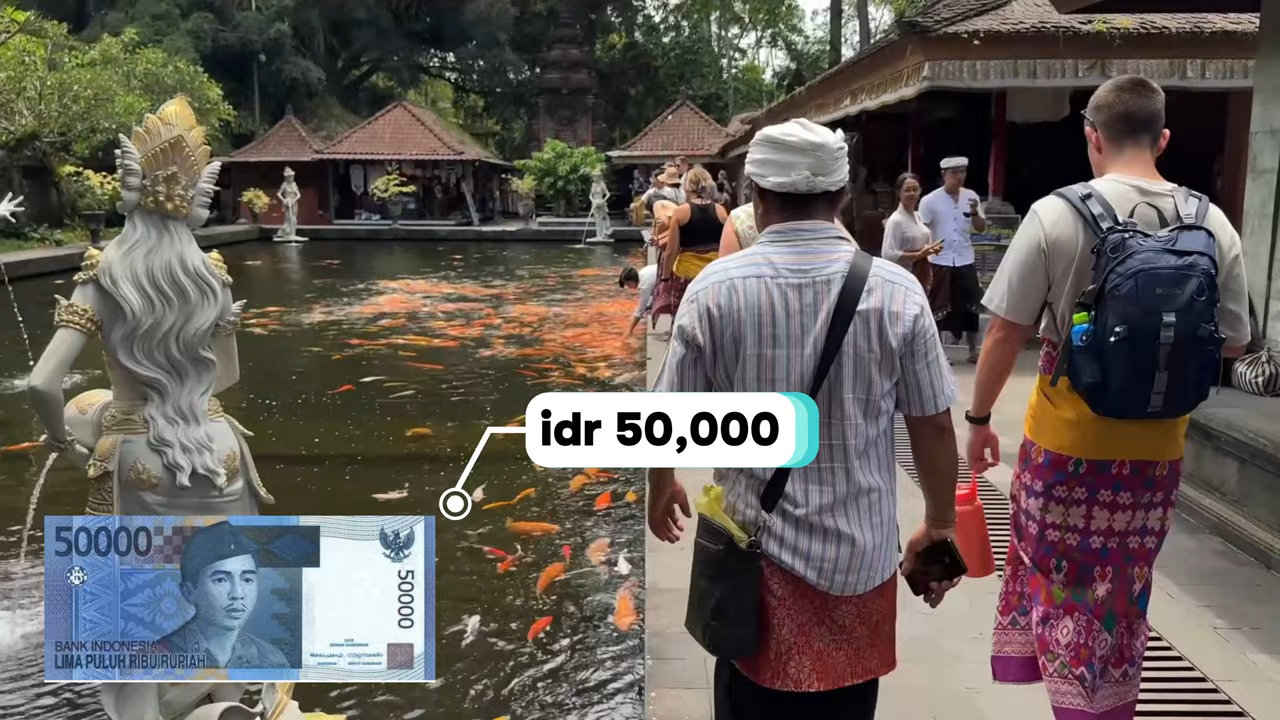 idr 50,000
50000
50000
BANK INDONESIA
LIMA PULUH RIBU RUPIAH